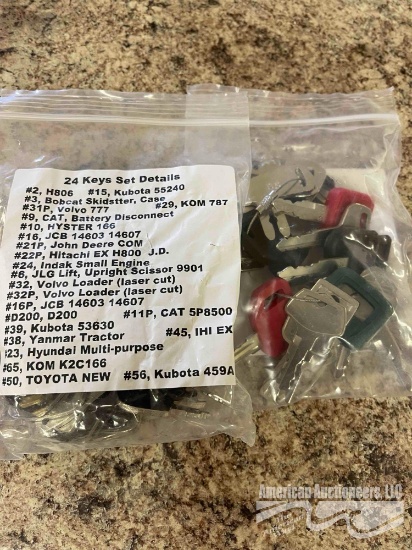 24 Keys Set Details
#2, H806 #15, Kubota 55240
#3, Bobcat Skidstter, Case
#31P, Volvo 777 #29, KOM 787
#9, CAT, Battery Disconnect
#10, HYSTER 166
#16, JCB 14603 14607
#21P, John Deere COM
#22P, Hitachi EX H800 J.D.
#24, Indak Small Engine
#8, JLG Lift, Upright Scissor 9901
#32, Volvo Loader (laser cut)
#32P, Volvo Loader (laser cut)
#16P, JCB 14603 14607
#D200, D200 #11P, CAT 5P8500
#39, Kubota 53630
#38, Yanmar Tractor #45, IHI EX
#23, Hyundai Multi-purpose
#65, KOM K2C166
#50, TOYOTA NEW #56, Kubota 459A
American Auctioneers, LLC